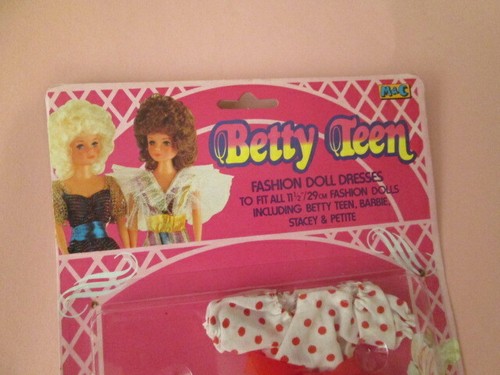 M&C
Betty Teen
FASHION DOLL DRESSES
TO FIT ALL 11½"/29CM FASHION DOLLS
INCLUDING BETTY TEEN, BARBIE,
STACEY & PETITE